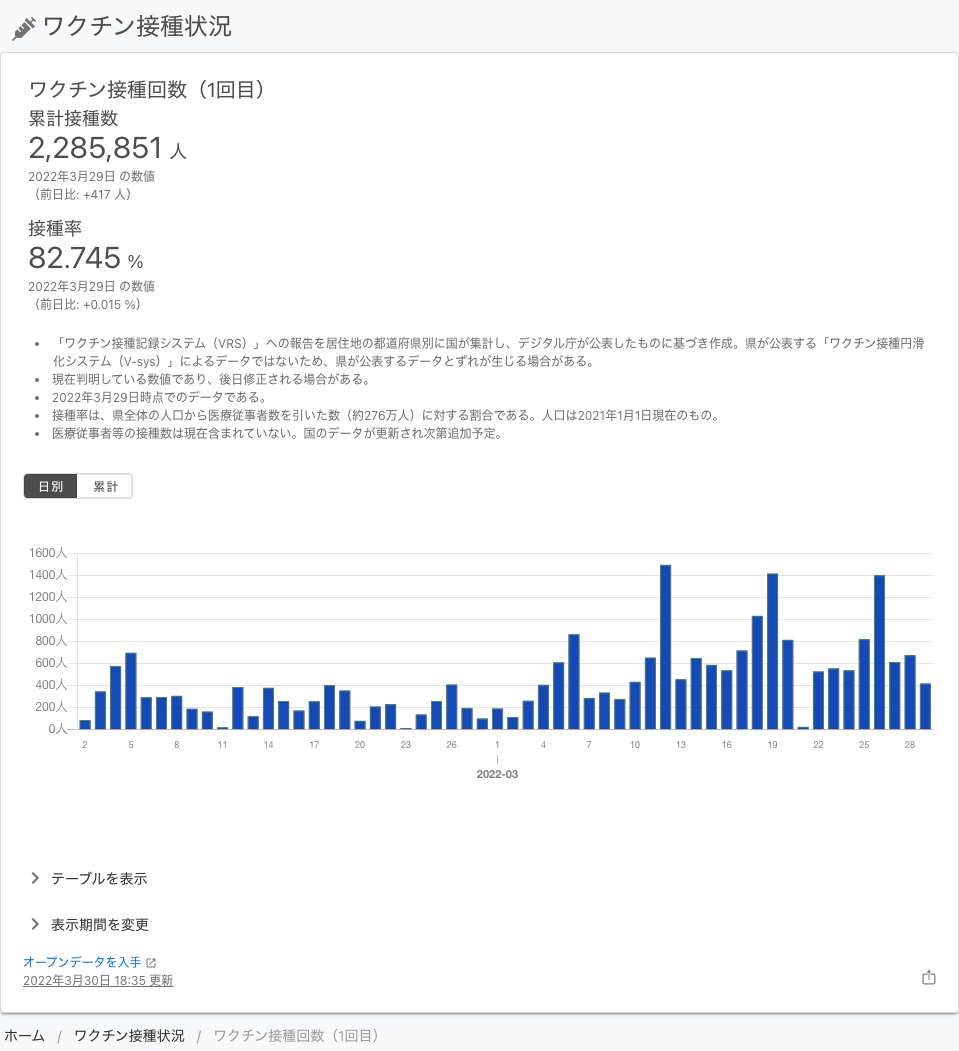 ワクチン接種状況
ワクチン接種回数（1回目）
累計接種数
2,285,851 人
2022年3月29日 の数値
（前日比: +417 人）
接種率
82.745 %
2022年3月29日 の数値
（前日比: +0.015 %）
「ワクチン接種記録システム（VRS）」への報告を居住地の都道府県別に国が集計し、デジタル庁が公表したものに基づき作成。県が公表する「ワクチン接種円滑
化システム（V-sys）」によるデータではないため、県が公表するデータとずれが生じる場合がある。
現在判明している数値であり、後日修正される場合がある。
2022年3月29日時点でのデータである。
接種率は、県全体の人口から医療従事者数を引いた数（約276万人）に対する割合である。人口は2021年1月1日現在のもの。
医療従事者等の接種数は現在含まれていない。国のデータが更新され次第追加予定。
日別 累計
1600人
1400人
1200人
1000人
800人
600人
400人
200人
0人
2 5 8 11 14 17 20 23 26 1 4 7 10 13 16 19 22 25 28
2022-03
テーブルを表示
表示期間を変更
オープンデータを入手
2022年3月30日 18:35 更新
ホーム / ワクチン接種状況 / ワクチン接種回数（1回目）